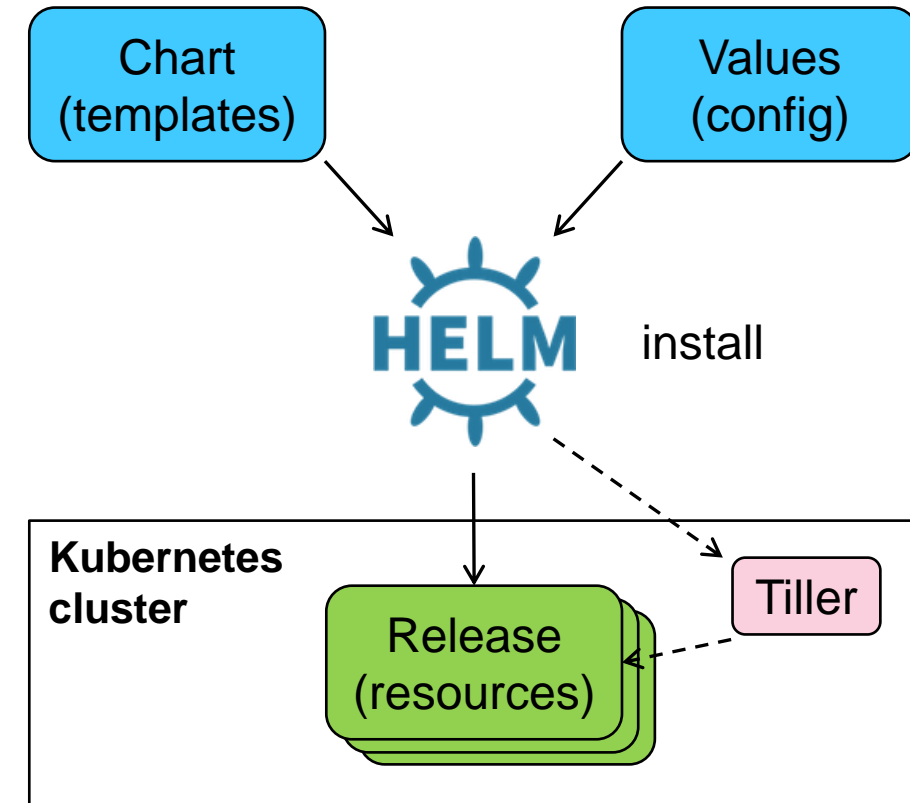 Chart
(templates)
Values
(config)
HELM
install
Kubernetes
cluster
Tiller
Release
(resources)